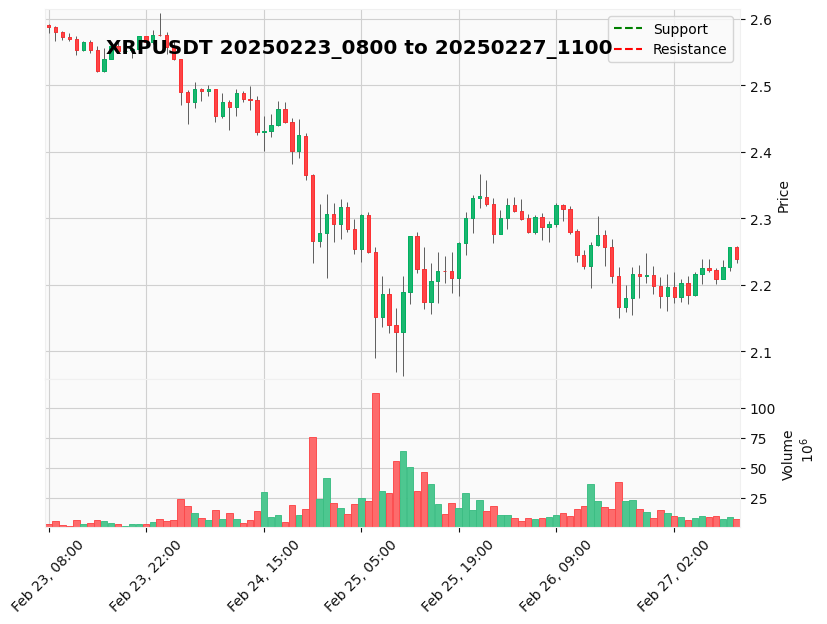 XRPUSDT 20250223_0800 to 20250227_1100
Support
Resistance
2.6
2.5
2.4
2.3
2.2
2.1
Price
100
75
50
25
Volume
10^6
Feb 23, 08:00
Feb 23, 22:00
Feb 24, 15:00
Feb 25, 05:00
Feb 25, 19:00
Feb 26, 09:00
Feb 27, 02:00